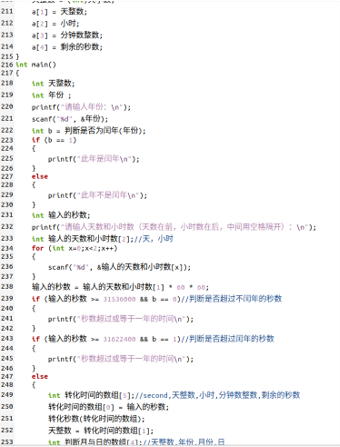 211 a[1] = 天整数;
212 a[2] = 小时;
213 a[3] = 分钟数整数;
214 a[4] = 剩余的秒数;
215 }
216 int main()
217 {
218 int 天整数;
219 int 年份 ;
220 printf("请输入年份: \n");
221 scanf("%d", &年份);
222 int b = 判断是否为闰年(年份);
223 if (b == 1)
224 {
225 printf("此年是闰年\n");
226 }
227 else
228 {
229 printf("此年不是闰年\n");
230 }
231 int 输入的秒数;
232 printf("请输入天数和小时数（天数在前，小时数在后，中间用空格隔开）: \n");
233 int 输入的天数和小时数[2];//天，小时
234 for (int x=0;x<2;x++)
235 {
236 scanf("%d", &输入的天数和小时数[x]);
237 }
238 输入的秒数 = 输入的天数和小时数[1] * 60 * 60;
239 if (输入的秒数 >= 31536000 && b == 0)//判断是否超过不闰年的秒数
240 {
241 printf("秒数超过或等于一年的时间\n");
242 }
243 if (输入的秒数 >= 31622400 && b == 1)//判断是否超过闰年的秒数
244 {
245 printf("秒数超过或等于一年的时间\n");
246 }
247 else
248 {
249 int 转化时间的数组[5];//second,天整数,小时,分钟数整数,剩余的秒数
250 转化时间的数组[0] = 输入的秒数;
251 转化秒数(转化时间的数组);
252 天整数 = 转化时间的数组[1];
253 int 判断月与日的数组[4];//天整数,年份,月份,日